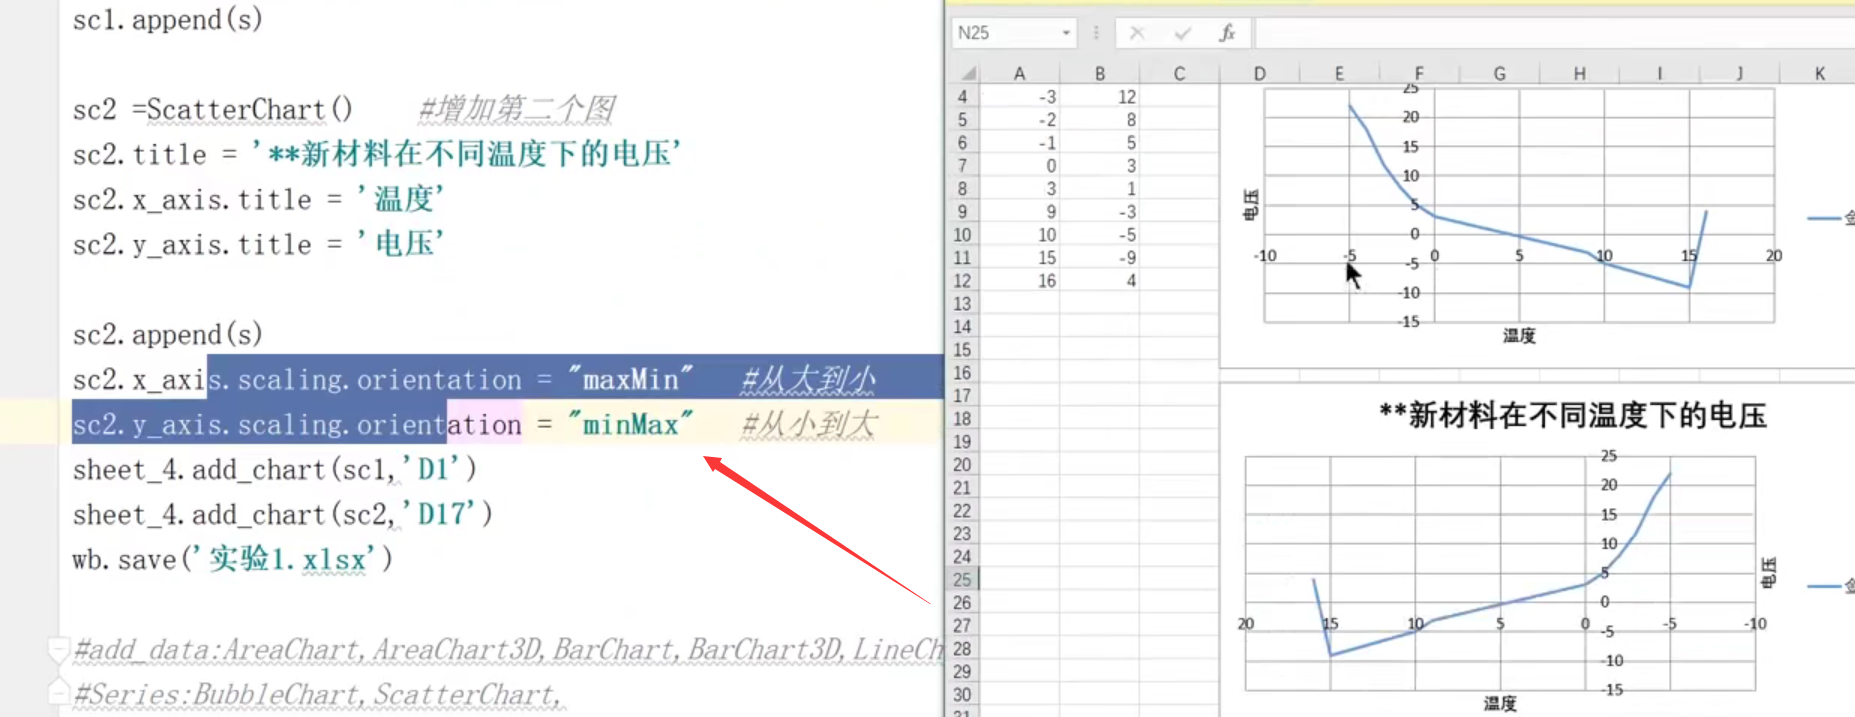 sc1.append(s)
sc2 =ScatterChart()    #增加第二个图
sc2.title = '**新材料在不同温度下的电压'
sc2.x_axis.title = '温度'
sc2.y_axis.title = '电压'
sc2.append(s)
sc2.x_axis.scaling.orientation = "maxMin"   #从大到小
sc2.y_axis.scaling.orientation = "minMax"   #从小到大
sheet_4.add_chart(sc1,'D1')
sheet_4.add_chart(sc2,'D17')
wb.save('实验1.xlsx')
#add_data:AreaChart,AreaChart3D,BarChart,BarChart3D,LineCh
#Series:BubbleChart,ScatterChart,
N25
fx
A B C D E F G H I J K
4 -3 12
5 -2 8
6 -1 5
7 0 3
8 3 1
9 9 -3
10 10 -5
11 15 -9
12 16 4
13
14
15
16
17
18
19
20
21
22
23
24
25
26
27
28
29
30
31
25
20
15
10
5
0
-5
-10
-15
-10 -5 0 5 10 15 20
电压
温度
**新材料在不同温度下的电压
25
20
15
10
5
0
-5
-10
-15
20 15 10 5 0 -5 -10
电压
温度